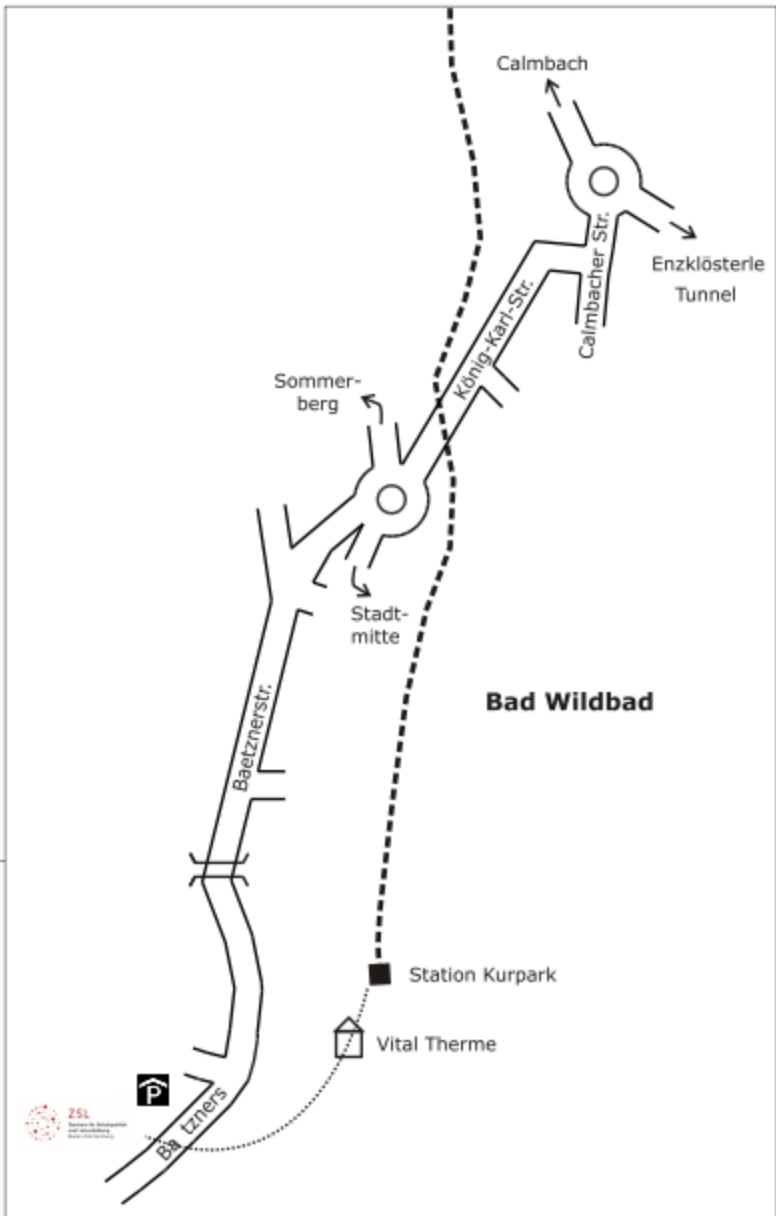 Calmbach
Enzklösterle
Tunnel
Calmbacher Str.
König-Karl-Str.
Sommer-
berg
Stadt-
mitte
Bad Wildbad
Baetznerstr.
Station Kurpark
Vital Therme
P
ZSL
Ba tzners